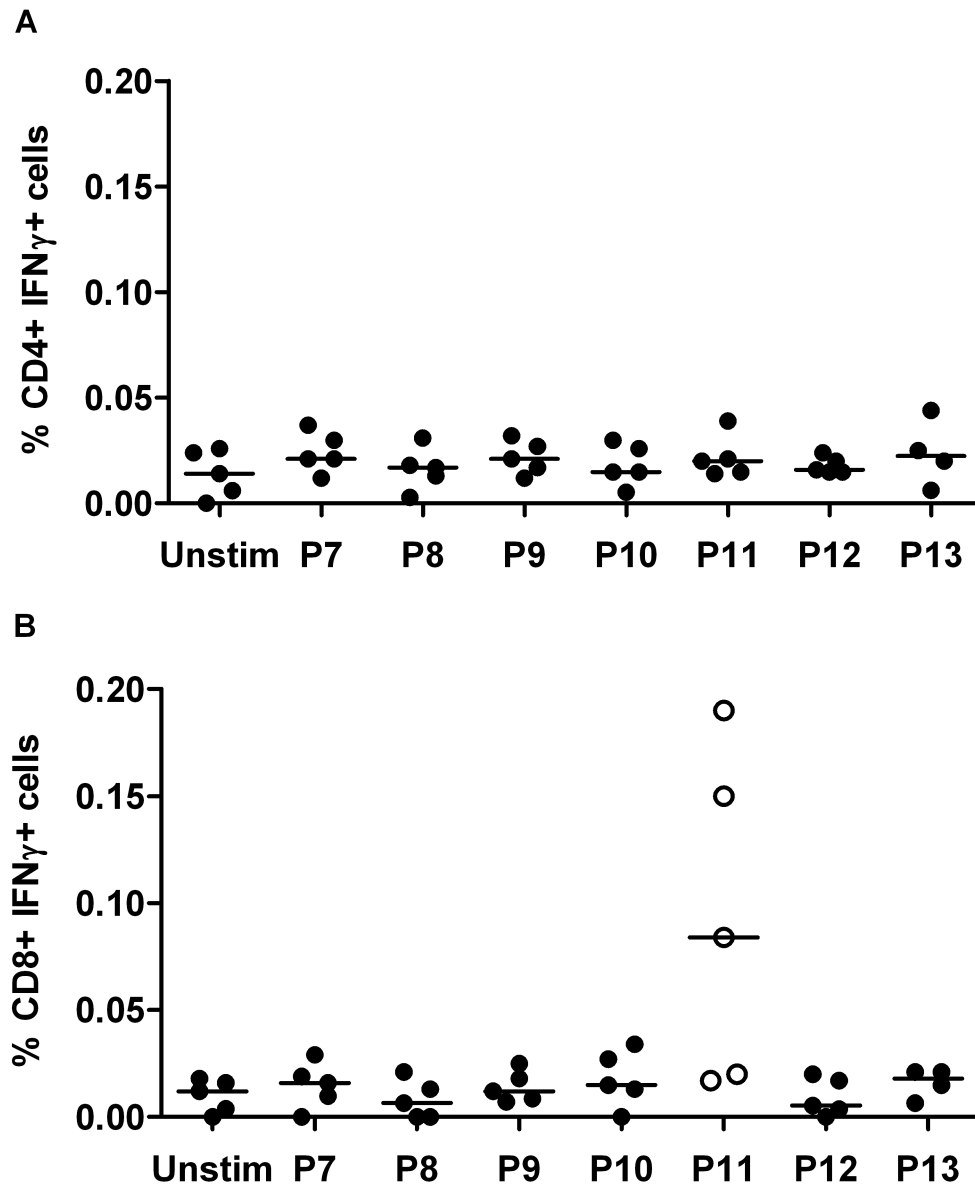 A
% CD4+ IFNγ+ cells
0.20
0.15
0.10
0.05
0.00
Unstim P7 P8 P9 P10 P11 P12 P13
B
% CD8+ IFNγ+ cells
0.20
0.15
0.10
0.05
0.00
Unstim P7 P8 P9 P10 P11 P12 P13